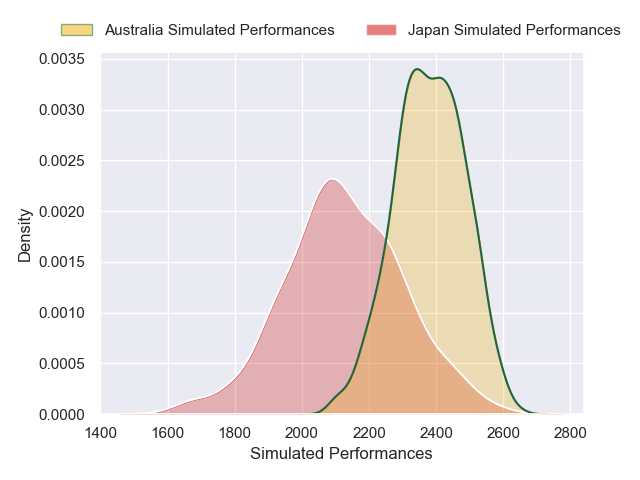 Australia Simulated Performances Japan Simulated Performances
0.0035
0.0030
0.0025
0.0020
0.0015
0.0010
0.0005
0.0000
Density
1400 1600 1800 2000 2200 2400 2600 2800
Simulated Performances